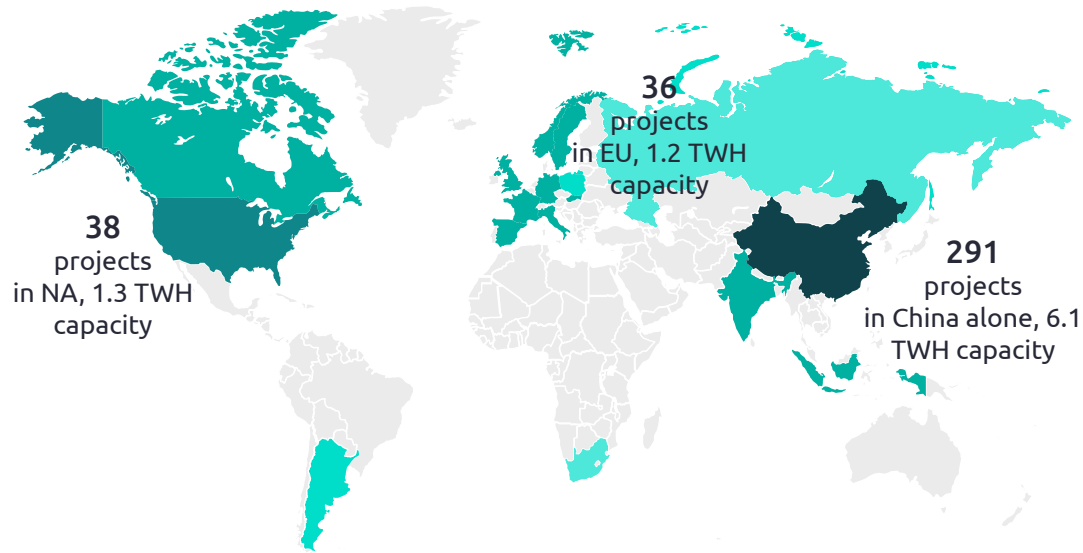 36
projects
in EU, 1.2 TWH
capacity
38
projects
in NA, 1.3 TWH
capacity
291
projects
in China alone, 6.1
TWH capacity